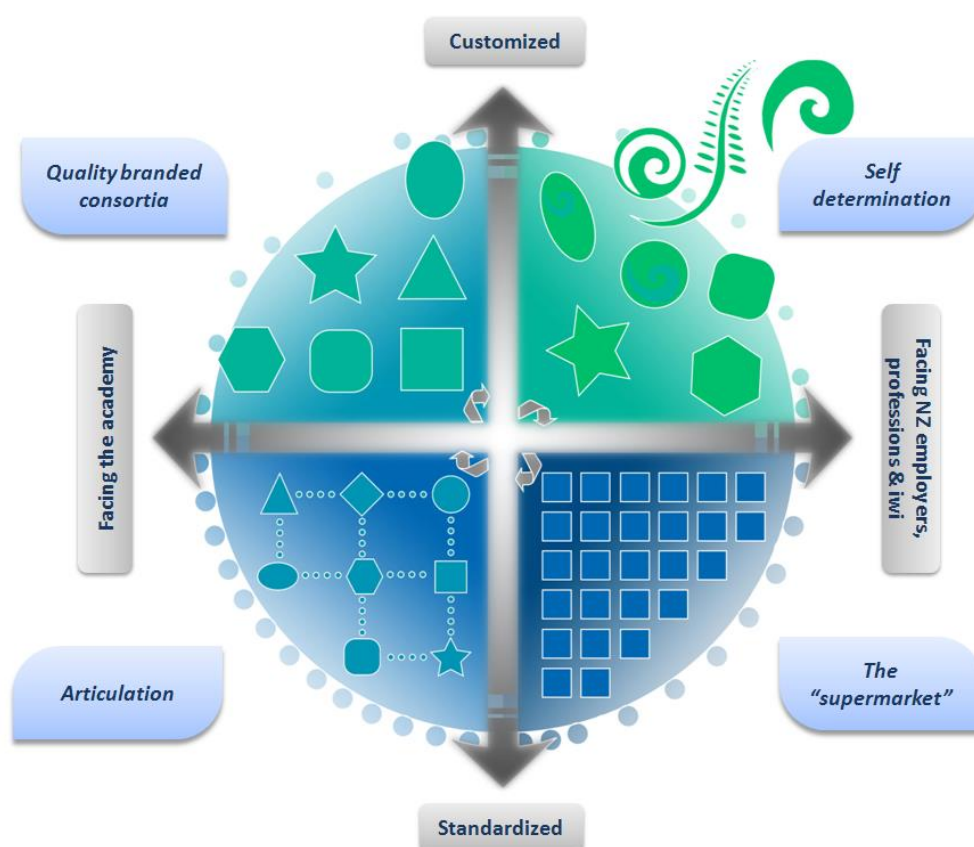 Customized
Quality branded
consortia
Self
determination
Facing the academy
Facing NZ employers,
professions & iwi
Articulation
The
“supermarket”
Standardized